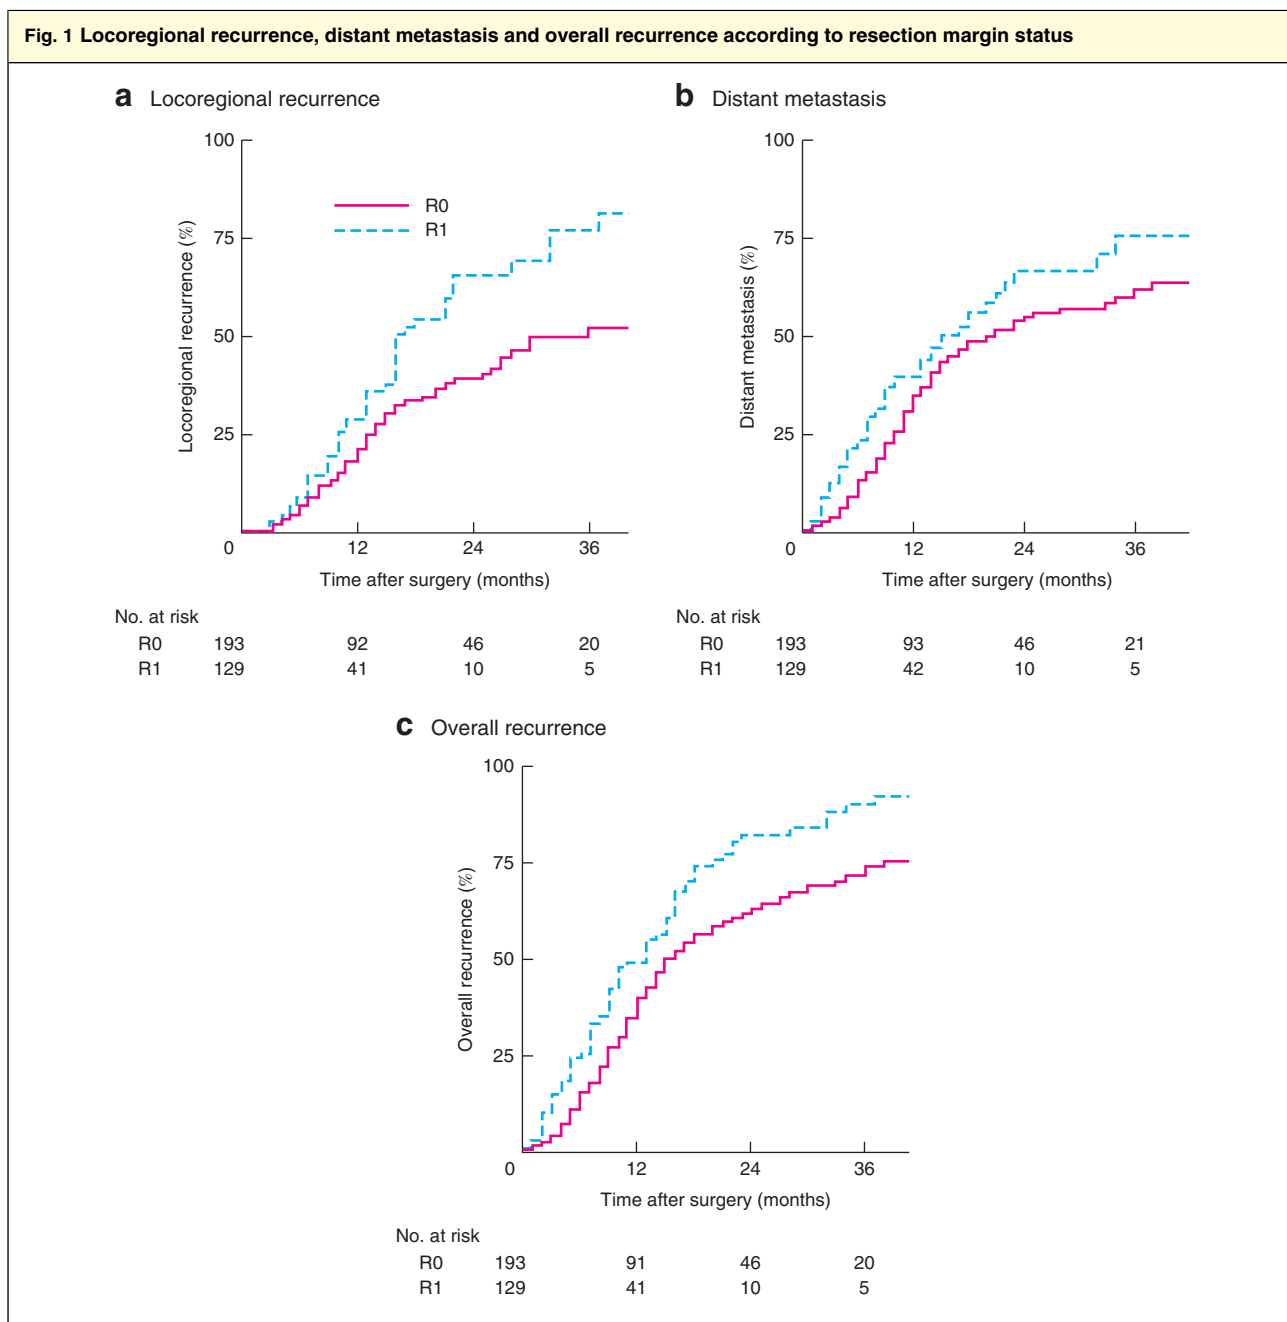 Fig. 1 Locoregional recurrence, distant metastasis and overall recurrence according to resection margin status
a Locoregional recurrence
100
75
50
25
0
12
24
36
Locoregional recurrence (%)
R0
R1
Time after surgery (months)
No. at risk
R0 193 92 46 20
R1 129 41 10 5
b Distant metastasis
100
75
50
25
0
12
24
36
Distant metastasis (%)
Time after surgery (months)
No. at risk
R0 193 93 46 21
R1 129 42 10 5
c Overall recurrence
100
75
50
25
0
12
24
36
Overall recurrence (%)
Time after surgery (months)
No. at risk
R0 193 91 46 20
R1 129 41 10 5